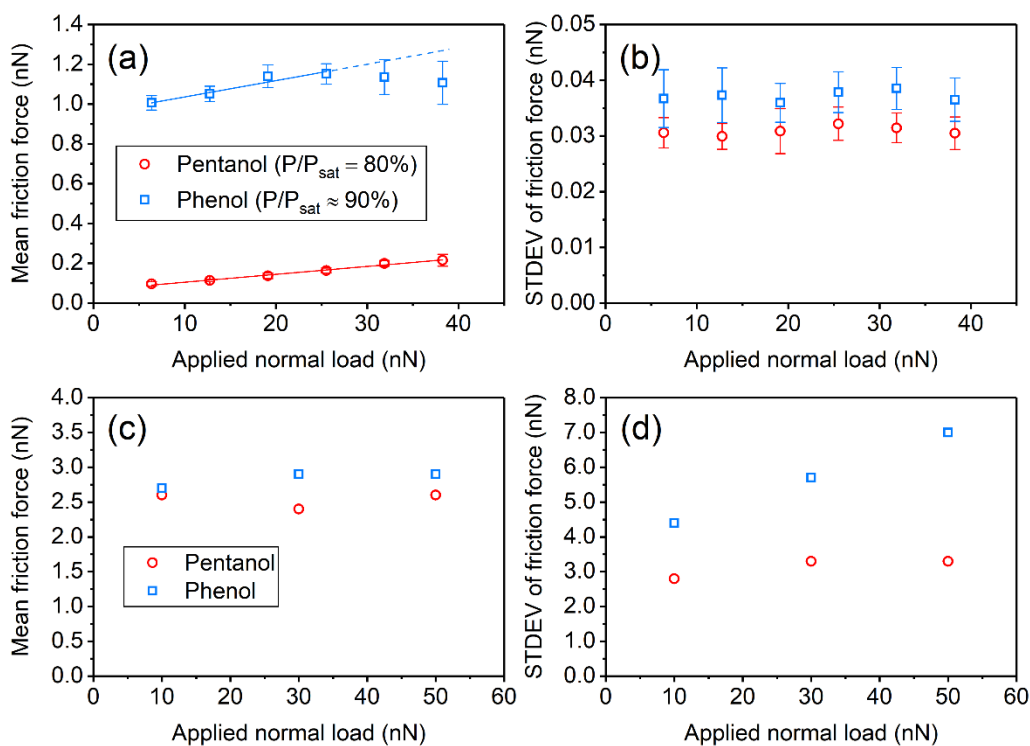 (a)
Mean friction force (nN)
1.4
1.2
1.0
0.8
0.6
0.4
0.2
0.0
Pentanol (P/Psat = 80%)
Phenol (P/Psat ≈ 90%)
0 10 20 30 40
Applied normal load (nN)
(b)
STDEV of friction force (nN)
0.05
0.04
0.03
0.02
0.01
0.00
0 10 20 30 40
Applied normal load (nN)
(c)
Mean friction force (nN)
4.0
3.5
3.0
2.5
2.0
1.5
1.0
0.5
0.0
Pentanol
Phenol
0 10 20 30 40 50 60
Applied normal load (nN)
(d)
STDEV of friction force (nN)
8.0
7.0
6.0
5.0
4.0
3.0
2.0
1.0
0.0
0 10 20 30 40 50 60
Applied normal load (nN)